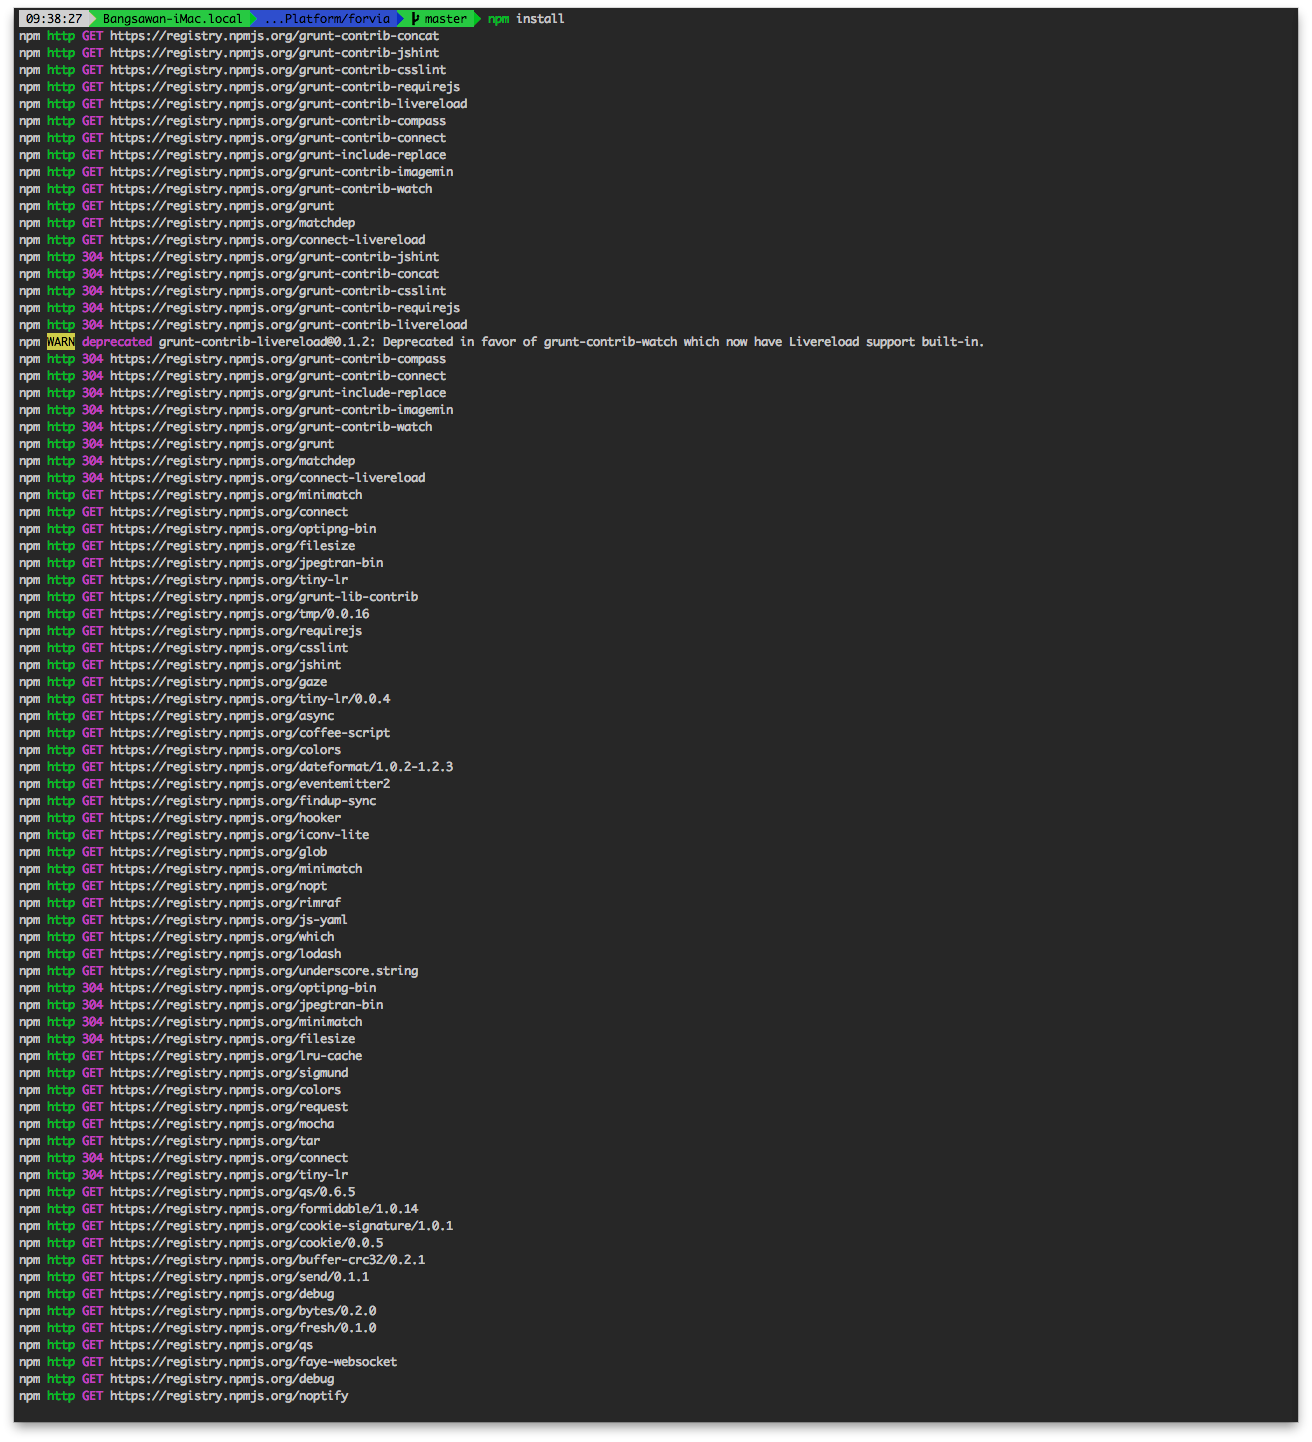 09:38:27 Bangsawan-iMac.local ...Platform/forvia master npm install
npm http GET https://registry.npmjs.org/grunt-contrib-concat
npm http GET https://registry.npmjs.org/grunt-contrib-jshint
npm http GET https://registry.npmjs.org/grunt-contrib-csslint
npm http GET https://registry.npmjs.org/grunt-contrib-requirejs
npm http GET https://registry.npmjs.org/grunt-contrib-livereload
npm http GET https://registry.npmjs.org/grunt-contrib-compass
npm http GET https://registry.npmjs.org/grunt-contrib-connect
npm http GET https://registry.npmjs.org/grunt-include-replace
npm http GET https://registry.npmjs.org/grunt-contrib-imagemin
npm http GET https://registry.npmjs.org/grunt-contrib-watch
npm http GET https://registry.npmjs.org/grunt
npm http GET https://registry.npmjs.org/matchdep
npm http GET https://registry.npmjs.org/connect-livereload
npm http 304 https://registry.npmjs.org/grunt-contrib-jshint
npm http 304 https://registry.npmjs.org/grunt-contrib-concat
npm http 304 https://registry.npmjs.org/grunt-contrib-csslint
npm http 304 https://registry.npmjs.org/grunt-contrib-requirejs
npm http 304 https://registry.npmjs.org/grunt-contrib-livereload
npm WARN deprecated grunt-contrib-livereload@0.1.2: Deprecated in favor of grunt-contrib-watch which now have Livereload support built-in.
npm http 304 https://registry.npmjs.org/grunt-contrib-compass
npm http 304 https://registry.npmjs.org/grunt-contrib-connect
npm http 304 https://registry.npmjs.org/grunt-include-replace
npm http 304 https://registry.npmjs.org/grunt-contrib-imagemin
npm http 304 https://registry.npmjs.org/grunt-contrib-watch
npm http 304 https://registry.npmjs.org/grunt
npm http 304 https://registry.npmjs.org/matchdep
npm http 304 https://registry.npmjs.org/connect-livereload
npm http GET https://registry.npmjs.org/minimatch
npm http GET https://registry.npmjs.org/connect
npm http GET https://registry.npmjs.org/optipng-bin
npm http GET https://registry.npmjs.org/filesize
npm http GET https://registry.npmjs.org/jpegtran-bin
npm http GET https://registry.npmjs.org/tiny-lr
npm http GET https://registry.npmjs.org/grunt-lib-contrib
npm http GET https://registry.npmjs.org/tmp/0.0.16
npm http GET https://registry.npmjs.org/requirejs
npm http GET https://registry.npmjs.org/csslint
npm http GET https://registry.npmjs.org/jshint
npm http GET https://registry.npmjs.org/gaze
npm http GET https://registry.npmjs.org/tiny-lr/0.0.4
npm http GET https://registry.npmjs.org/async
npm http GET https://registry.npmjs.org/coffee-script
npm http GET https://registry.npmjs.org/colors
npm http GET https://registry.npmjs.org/dateformat/1.0.2-1.2.3
npm http GET https://registry.npmjs.org/eventemitter2
npm http GET https://registry.npmjs.org/findup-sync
npm http GET https://registry.npmjs.org/hooker
npm http GET https://registry.npmjs.org/iconv-lite
npm http GET https://registry.npmjs.org/glob
npm http GET https://registry.npmjs.org/minimatch
npm http GET https://registry.npmjs.org/nopt
npm http GET https://registry.npmjs.org/rimraf
npm http GET https://registry.npmjs.org/js-yaml
npm http GET https://registry.npmjs.org/which
npm http GET https://registry.npmjs.org/lodash
npm http GET https://registry.npmjs.org/underscore.string
npm http 304 https://registry.npmjs.org/optipng-bin
npm http 304 https://registry.npmjs.org/jpegtran-bin
npm http 304 https://registry.npmjs.org/minimatch
npm http 304 https://registry.npmjs.org/filesize
npm http GET https://registry.npmjs.org/lru-cache
npm http GET https://registry.npmjs.org/sigmund
npm http GET https://registry.npmjs.org/colors
npm http GET https://registry.npmjs.org/request
npm http GET https://registry.npmjs.org/mocha
npm http GET https://registry.npmjs.org/tar
npm http 304 https://registry.npmjs.org/connect
npm http 304 https://registry.npmjs.org/tiny-lr
npm http GET https://registry.npmjs.org/qs/0.6.5
npm http GET https://registry.npmjs.org/formidable/1.0.14
npm http GET https://registry.npmjs.org/cookie-signature/1.0.1
npm http GET https://registry.npmjs.org/cookie/0.0.5
npm http GET https://registry.npmjs.org/buffer-crc32/0.2.1
npm http GET https://registry.npmjs.org/send/0.1.1
npm http GET https://registry.npmjs.org/debug
npm http GET https://registry.npmjs.org/bytes/0.2.0
npm http GET https://registry.npmjs.org/fresh/0.1.0
npm http GET https://registry.npmjs.org/qs
npm http GET https://registry.npmjs.org/faye-websocket
npm http GET https://registry.npmjs.org/debug
npm http GET https://registry.npmjs.org/noptify